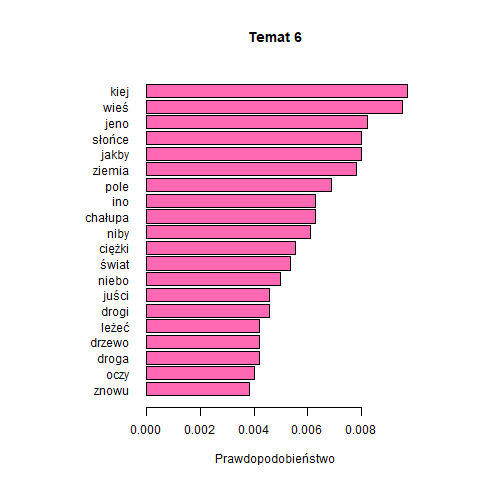 Temat 6
kiej
wieś
jeno
słońce
jakby
ziemia
pole
ino
chałupa
niby
ciężki
świat
niebo
juści
drogi
leżeć
drzewo
droga
oczy
znowu
0.000 0.002 0.004 0.006 0.008
Prawdopodobieństwo